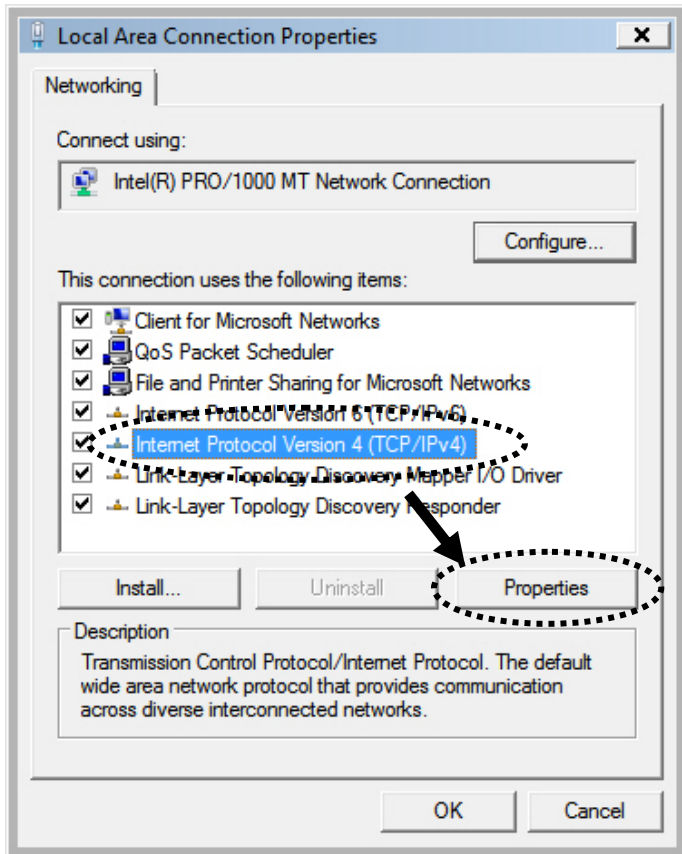 Local Area Connection Properties
Networking
Connect using:
Intel(R) PRO/1000 MT Network Connection
Configure...
This connection uses the following items:
Client for Microsoft Networks
QoS Packet Scheduler
File and Printer Sharing for Microsoft Networks
Internet Protocol Version 6 (TCP/IPv6)
Internet Protocol Version 4 (TCP/IPv4)
Link-Layer Topology Discovery Mapper I/O Driver
Link-Layer Topology Discovery Responder
Install... Uninstall Properties
Description
Transmission Control Protocol/Internet Protocol. The default
wide area network protocol that provides communication
across diverse interconnected networks.
OK Cancel